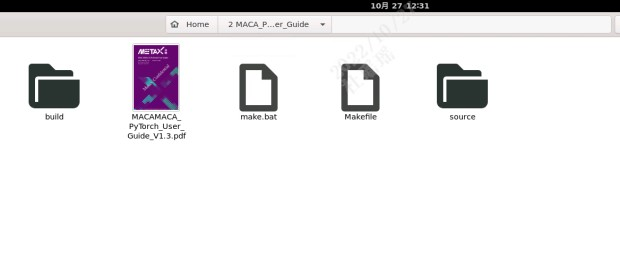 10月 27 12:31
Home
2 MACA_P...er_Guide
METAX
build
MACAMACA_
PyTorch_User_
Guide_V1.3.pdf
make.bat
Makefile
source